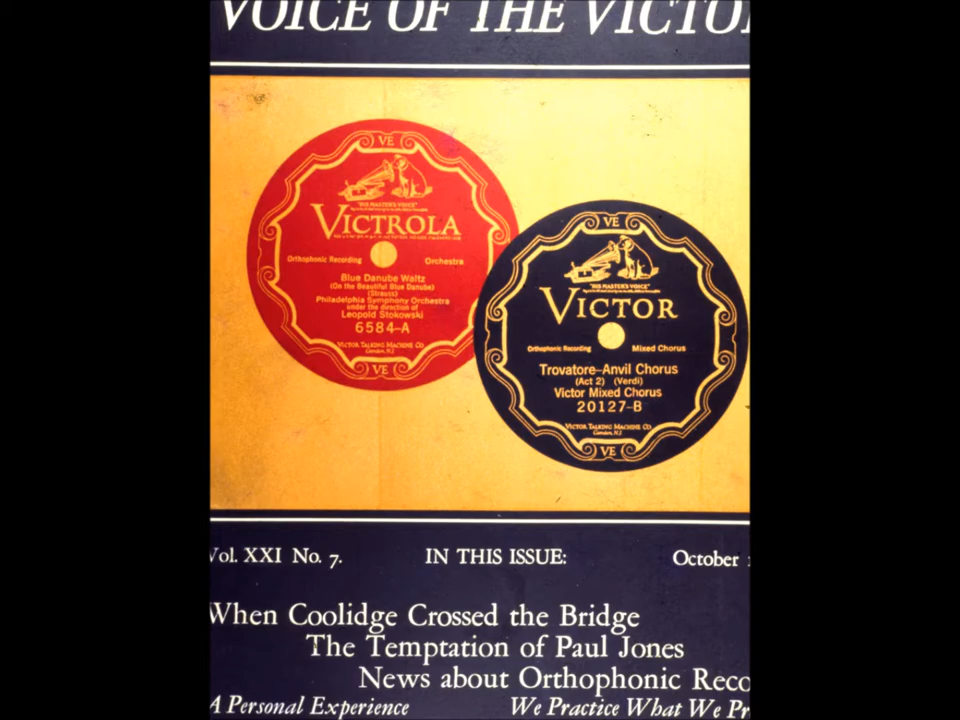 VOICE OF THE VICTO
VE
"HIS MASTER'S VOICE"
VICTROLA
Orthophonic Recording Orchestra
Blue Danube Waltz
(On the Beautiful Blue Danube)
(Strauss)
Philadelphia Symphony Orchestra
under the direction of
Leopold Stokowski
6584-A
VICTOR TALKING MACHINE CO
Camden, N.J.
VE
VE
"HIS MASTER'S VOICE"
VICTOR
Orthophonic Recording Mixed Chorus
Trovatore-Anvil Chorus
(Act 2) (Verdi)
Victor Mixed Chorus
20127-B
VICTOR TALKING MACHINE CO
Camden, N.J.
VE
Vol. XXI No. 7. IN THIS ISSUE: October
When Coolidge Crossed the Bridge
The Temptation of Paul Jones
News about Orthophonic Reco
A Personal Experience We Practice What We Pr